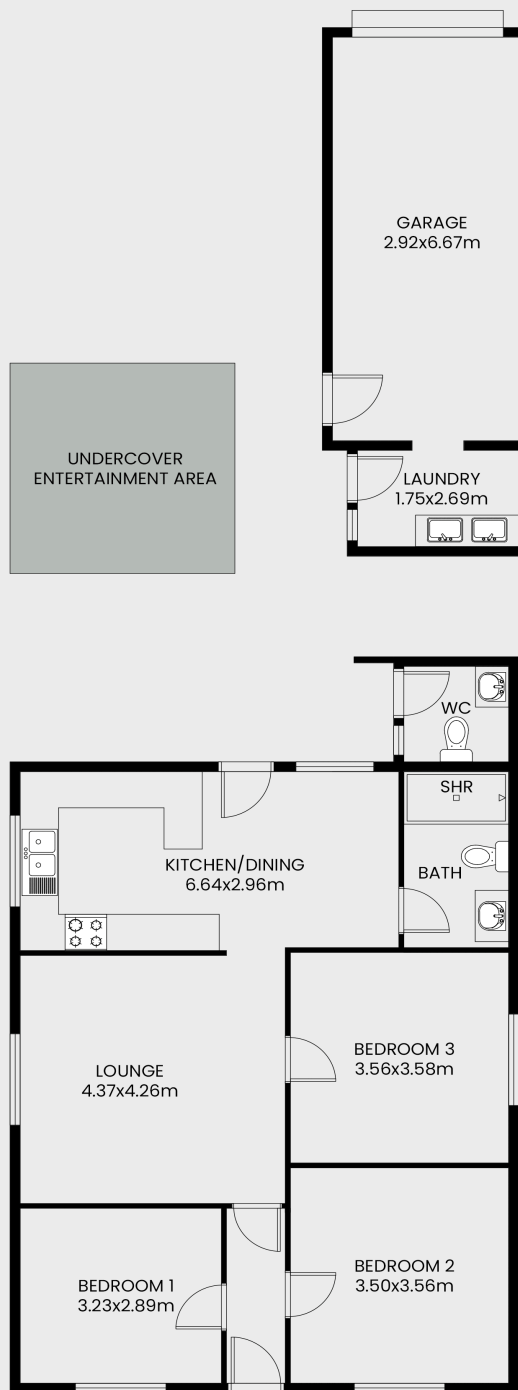 GARAGE
2.92x6.67m
UNDERCOVER
ENTERTAINMENT AREA
LAUNDRY
1.75x2.69m
WC
SHR
KITCHEN/DINING
6.64x2.96m
BATH
LOUNGE
4.37x4.26m
BEDROOM 3
3.56x3.58m
BEDROOM 1
3.23x2.89m
BEDROOM 2
3.50x3.56m